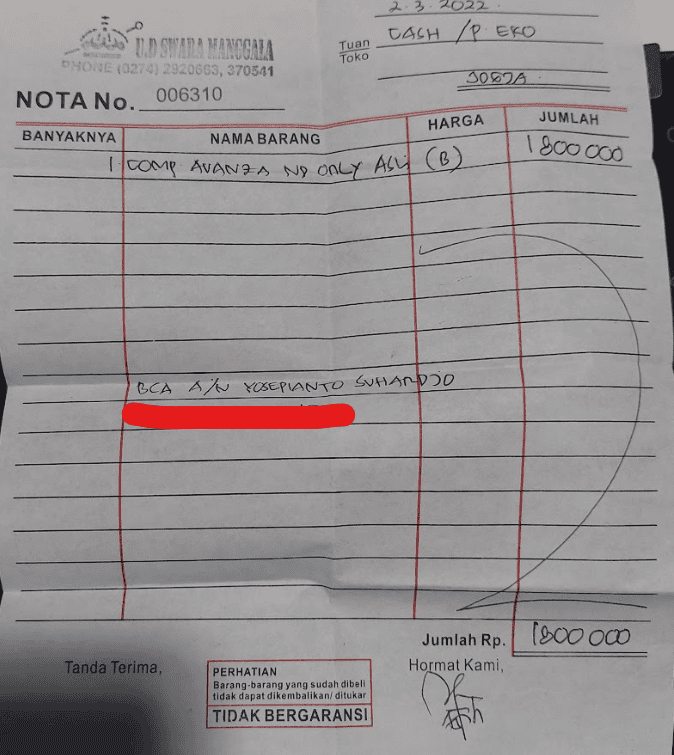 2.3.2022
U.D SWARA MANGGALA
PHONE (0274) 2920663, 370541
Tuan
Toko
CASH / P. EKO
JOGJA
NOTA No. 006310
BANYAKNYA NAMA BARANG HARGA JUMLAH
1 COMP AVANZA ND ONLY ASLI (B) 1800000
BCA A/N YOSEPIANTO SUHARDJO
Jumlah Rp. 1800000
Tanda Terima,
PERHATIAN
Barang-barang yang sudah dibeli
tidak dapat dikembalikan/ ditukar
TIDAK BERGARANSI
Hormat Kami,